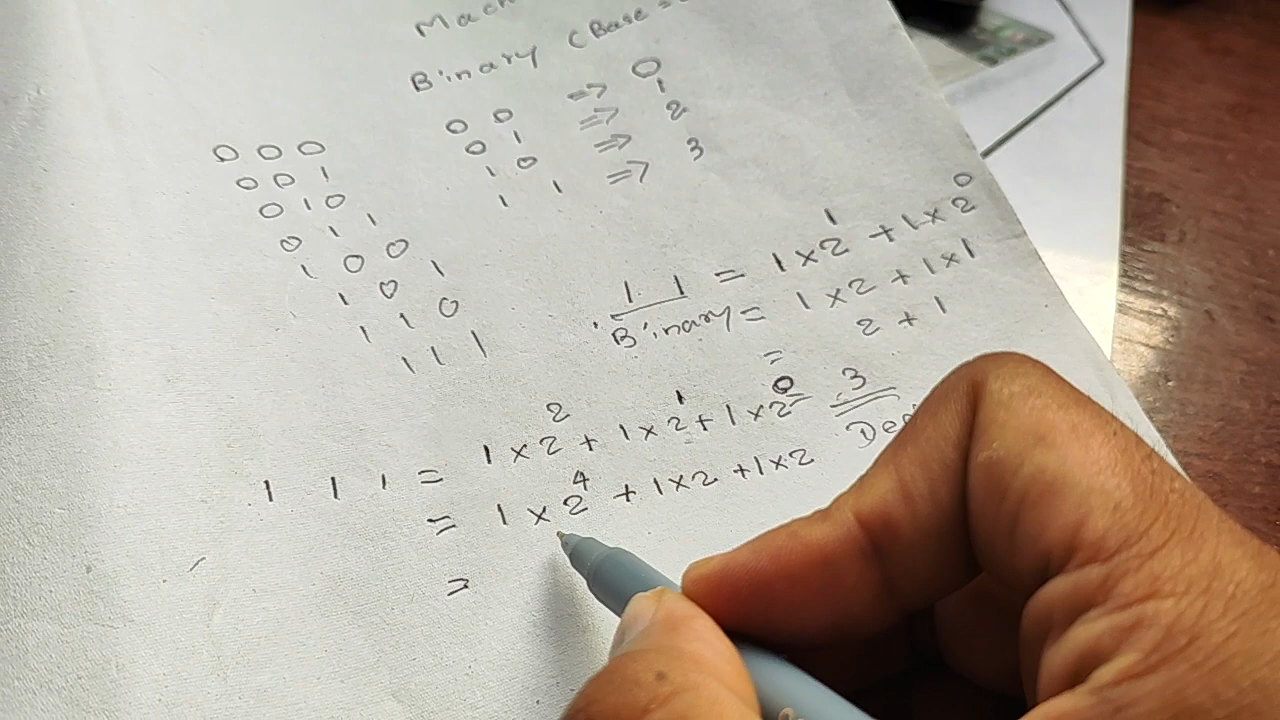 Mach
Binary (Base =
0 0 => 0
0 1 => 1
1 0 => 2
1 1 => 3
0 0 0
0 0 1
0 1 0
0 1 1
1 0 0
1 0 1
1 1 0
1 1 1
1 1 = 1×2¹ + 1×2⁰
Binary = 1×2 + 1×1
= 2 + 1
= 3
Dec
1 1 1 = 1×2² + 1×2¹ + 1×2⁰
= 1×2⁴ + 1×2 + 1×2
=